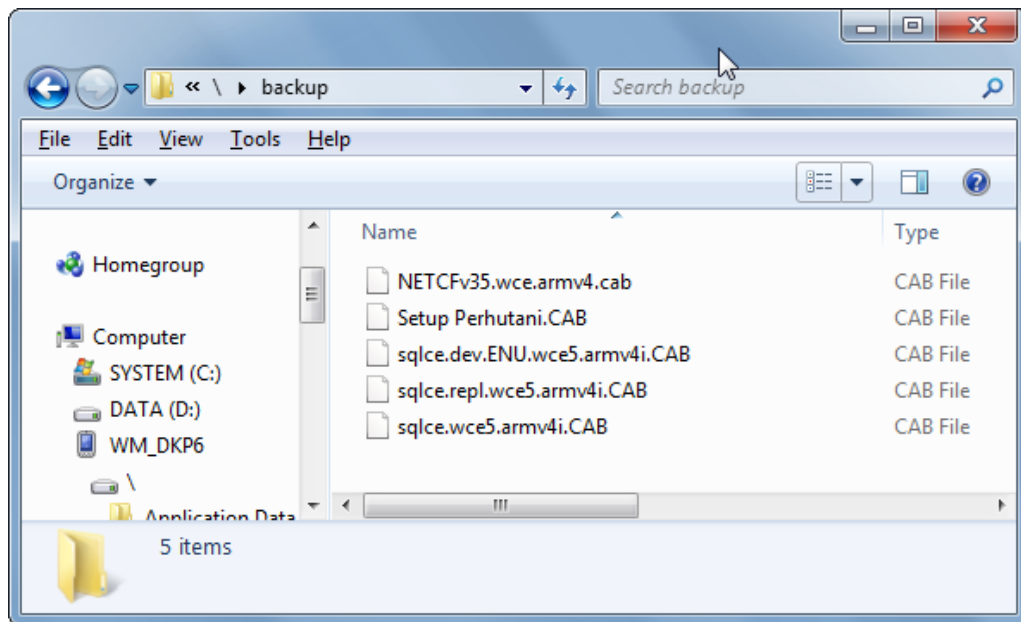 « \ ▸ backup
Search backup
File Edit View Tools Help
Organize
Name Type
Homegroup
Computer
SYSTEM (C:)
DATA (D:)
WM_DKP6
\
Application Data
NETCFv35.wce.armv4.cab CAB File
Setup Perhutani.CAB CAB File
sqlce.dev.ENU.wce5.armv4i.CAB CAB File
sqlce.repl.wce5.armv4i.CAB CAB File
sqlce.wce5.armv4i.CAB CAB File
5 items